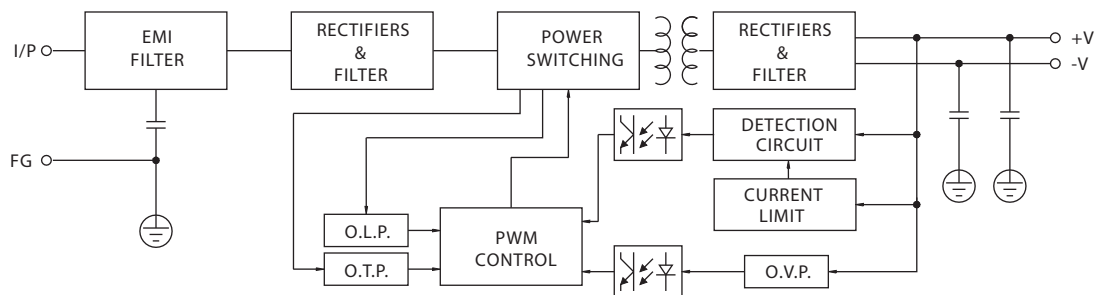 I/P
EMI
FILTER
RECTIFIERS
&
FILTER
POWER
SWITCHING
RECTIFIERS
&
FILTER
+V
-V
FG
DETECTION
CIRCUIT
CURRENT
LIMIT
O.L.P.
O.T.P.
PWM
CONTROL
O.V.P.